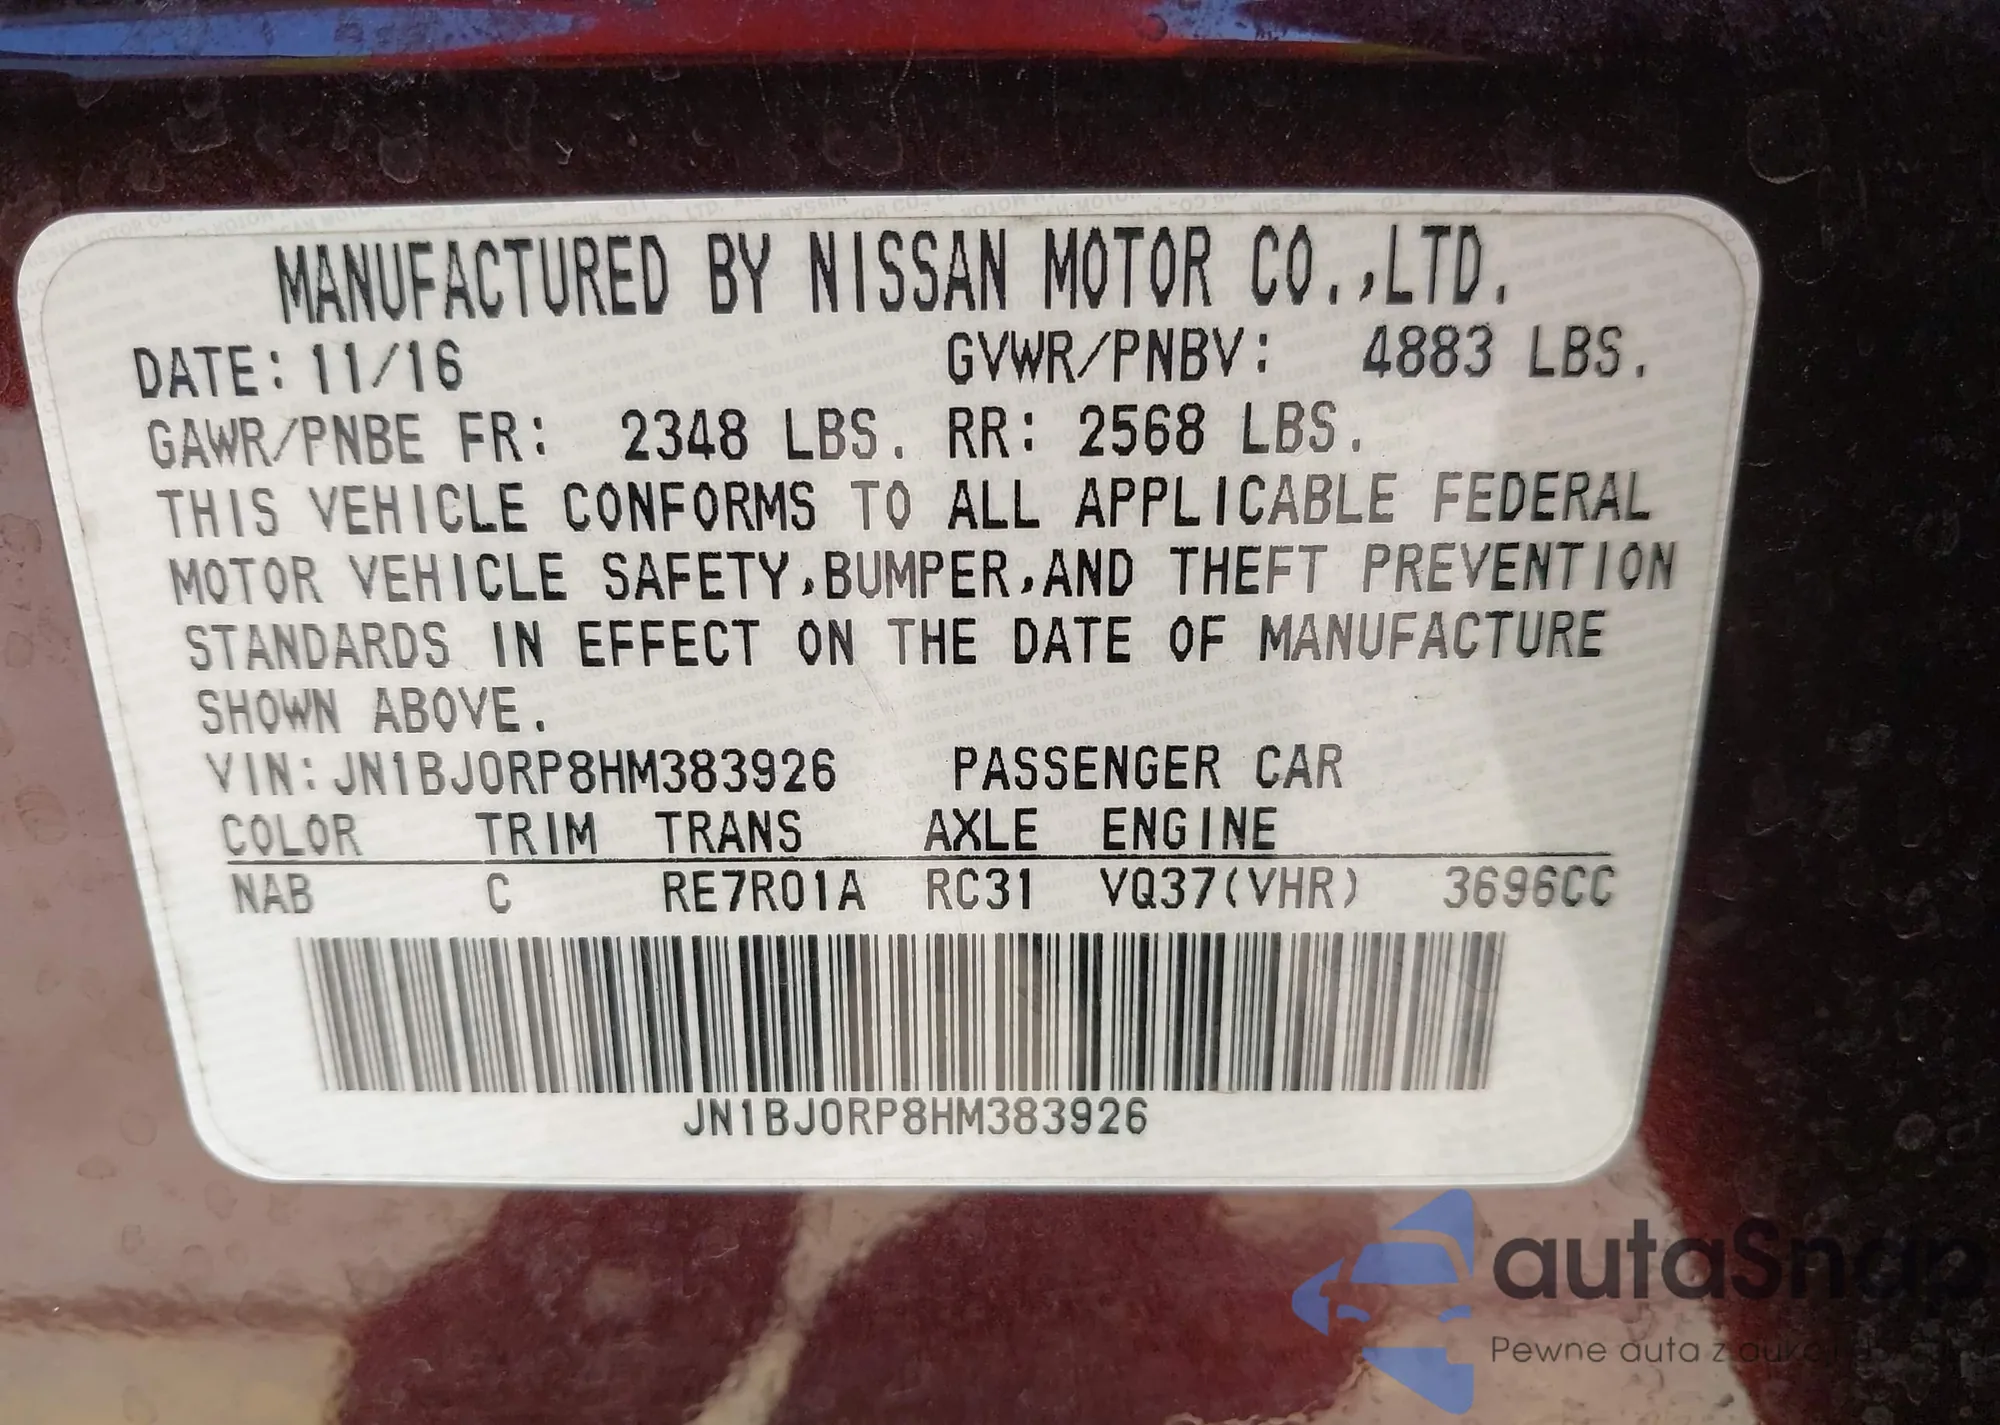 MANUFACTURED BY NISSAN MOTOR CO.,LTD.
DATE: 11/16 GVWR/PNBV: 4883 LBS.
GAWR/PNBE FR: 2348 LBS. RR: 2568 LBS.
THIS VEHICLE CONFORMS TO ALL APPLICABLE FEDERAL
MOTOR VEHICLE SAFETY,BUMPER,AND THEFT PREVENTION
STANDARDS IN EFFECT ON THE DATE OF MANUFACTURE
SHOWN ABOVE.
VIN:JN1BJ0RP8HM383926 PASSENGER CAR
COLOR TRIM TRANS AXLE ENGINE
NAB C RE7R01A RC31 VQ37(VHR) 3696CC
JN1BJ0RP8HM383926
autaSnap
Pewne auta z